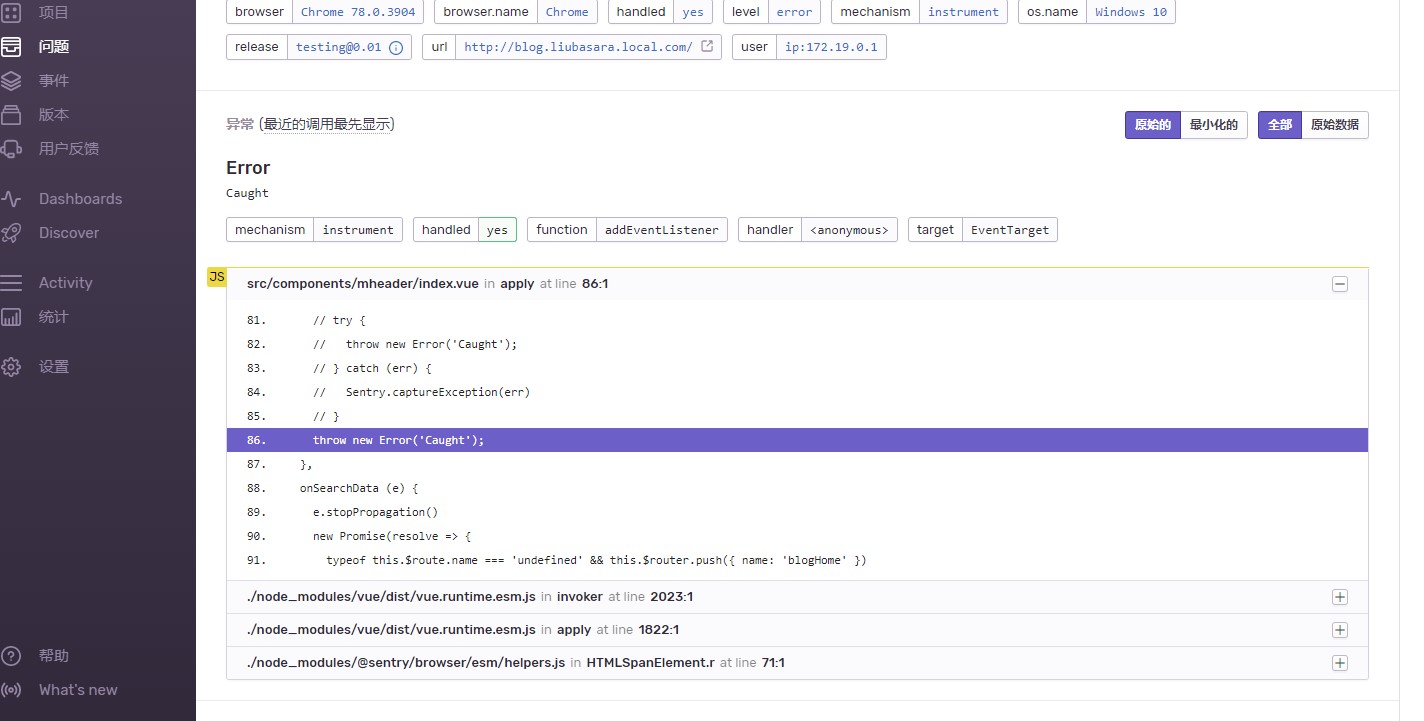 项目
问题
事件
版本
用户反馈
Dashboards
Discover
Activity
统计
设置
帮助
What's new
browser Chrome 78.0.3904 browser.name Chrome handled yes level error mechanism instrument os.name Windows 10
release testing@0.01 url http://blog.liubasara.local.com/ user ip:172.19.0.1
异常 (最近的调用最先显示) 原始的 最小化的 全部 原始数据
Error
Caught
mechanism instrument handled yes function addEventListener handler <anonymous> target EventTarget
JS
src/components/mheader/index.vue in apply at line 86:1
81. // try {
82. //   throw new Error('Caught');
83. // } catch (err) {
84. //   Sentry.captureException(err)
85. // }
86. throw new Error('Caught');
87. },
88. onSearchData (e) {
89. e.stopPropagation()
90. new Promise(resolve => {
91. typeof this.$route.name === 'undefined' && this.$router.push({ name: 'blogHome' })
./node_modules/vue/dist/vue.runtime.esm.js in invoker at line 2023:1
./node_modules/vue/dist/vue.runtime.esm.js in apply at line 1822:1
./node_modules/@sentry/browser/esm/helpers.js in HTMLSpanElement.r at line 71:1